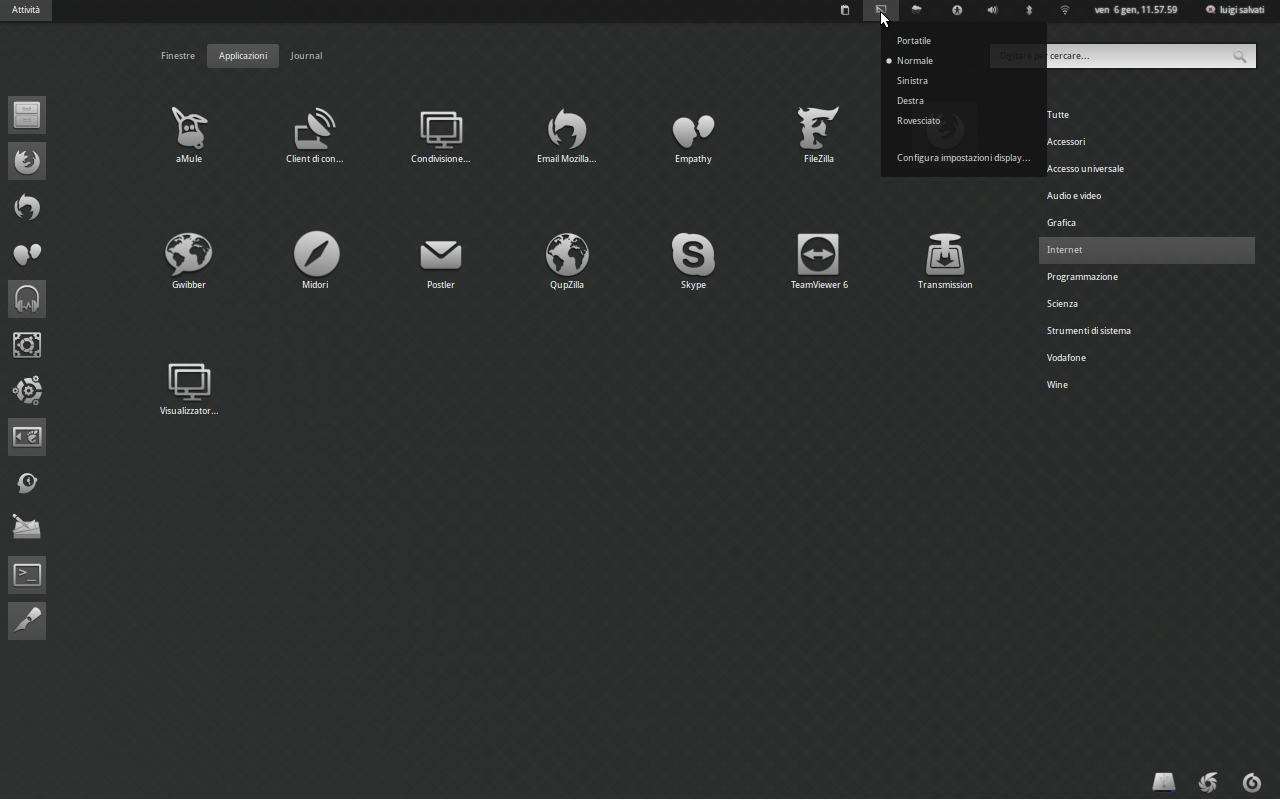 Attività
ven 6 gen, 11.57.59
luigi salvati
Portatile
Normale
Sinistra
Destra
Rovesciato
Configura impostazioni display...
Finestre
Applicazioni
Journal
Digitare per cercare...
aMule
Client di con...
Condivisione...
Email Mozilla...
Empathy
FileZilla
Gwibber
Midori
Postler
QupZilla
Skype
TeamViewer 6
Transmission
Visualizzator...
Tutte
Accessori
Accesso universale
Audio e video
Grafica
Internet
Programmazione
Scienza
Strumenti di sistema
Vodafone
Wine